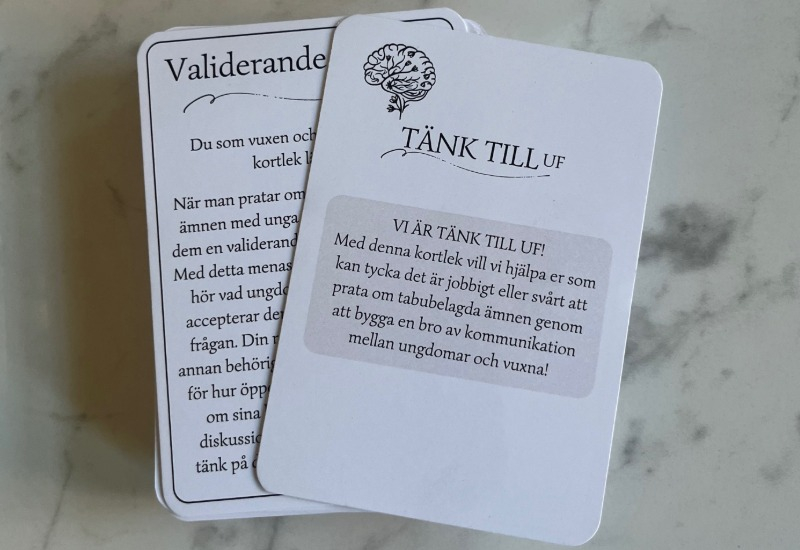 Validerande
Du som vuxen och
kortlek
När man pratar om
ämnen med unga
dem en validerand
Med detta menas
hör vad ungd
accepterar de
frågan. Din
annan behörig
för hur öpp
om sina
diskussio
tänk på
TÄNK TILL UF
VI ÄR TÄNK TILL UF!
Med denna kortlek vill vi hjälpa er som
kan tycka det är jobbigt eller svårt att
prata om tabubelagda ämnen genom
att bygga en bro av kommunikation
mellan ungdomar och vuxna!